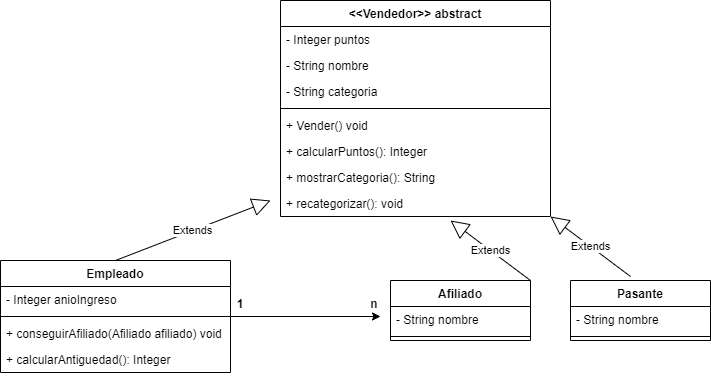 <<Vendedor>> abstract
- Integer puntos
- String nombre
- String categoria
+ Vender() void
+ calcularPuntos(): Integer
+ mostrarCategoria(): String
+ recategorizar(): void
Extends
Extends
Extends
Empleado
- Integer anioIngreso
+ conseguirAfiliado(Afiliado afiliado) void
+ calcularAntiguedad(): Integer
1
n
Afiliado
- String nombre
Pasante
- String nombre